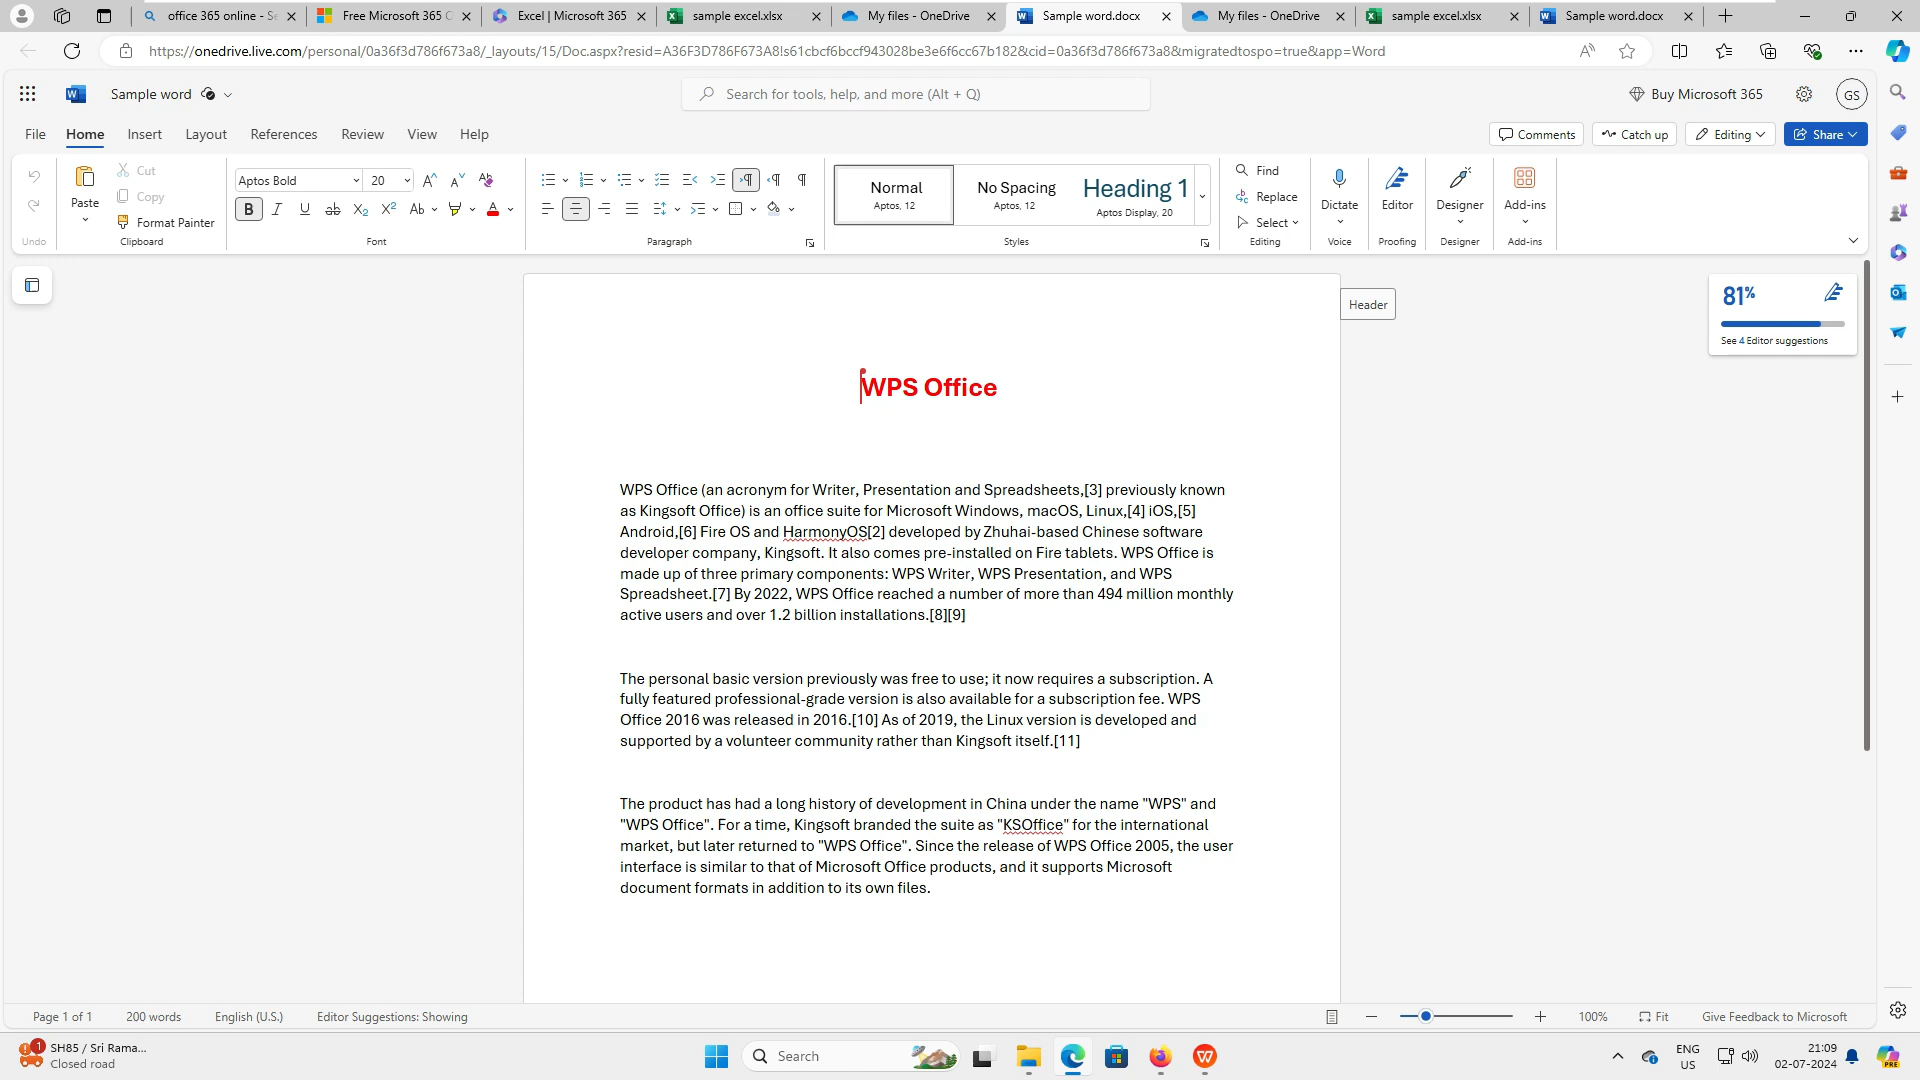 office 365 online - Se
Free Microsoft 365 O
Excel | Microsoft 365
sample excel.xlsx
My files - OneDrive
Sample word.docx
My files - OneDrive
sample excel.xlsx
Sample word.docx
https://onedrive.live.com/personal/0a36f3d786f673a8/_layouts/15/Doc.aspx?resid=A36F3D786F673A8!s61cbcf6bccf943028be3e6f6cc67b182&cid=0a36f3d786f673a8&migratedtospo=true&app=Word
Sample word
Search for tools, help, and more (Alt + Q)
Buy Microsoft 365
GS
File Home Insert Layout References Review View Help
Comments Catch up Editing Share
Paste
Cut
Copy
Format Painter
Aptos Bold 20
Normal
Aptos, 12
No Spacing
Aptos, 12
Heading 1
Aptos Display, 20
Find
Replace
Select
Dictate
Editor
Designer
Add-ins
Undo Clipboard Font Paragraph Styles Editing Voice Proofing Designer Add-ins
81%
See 4 Editor suggestions
Header
WPS Office
WPS Office (an acronym for Writer, Presentation and Spreadsheets,[3] previously known
as Kingsoft Office) is an office suite for Microsoft Windows, macOS, Linux,[4] iOS,[5]
Android,[6] Fire OS and HarmonyOS[2] developed by Zhuhai-based Chinese software
developer company, Kingsoft. It also comes pre-installed on Fire tablets. WPS Office is
made up of three primary components: WPS Writer, WPS Presentation, and WPS
Spreadsheet.[7] By 2022, WPS Office reached a number of more than 494 million monthly
active users and over 1.2 billion installations.[8][9]
The personal basic version previously was free to use; it now requires a subscription. A
fully featured professional-grade version is also available for a subscription fee. WPS
Office 2016 was released in 2016.[10] As of 2019, the Linux version is developed and
supported by a volunteer community rather than Kingsoft itself.[11]
The product has had a long history of development in China under the name "WPS" and
"WPS Office". For a time, Kingsoft branded the suite as "KSOffice" for the international
market, but later returned to "WPS Office". Since the release of WPS Office 2005, the user
interface is similar to that of Microsoft Office products, and it supports Microsoft
document formats in addition to its own files.
Page 1 of 1 200 words English (U.S.) Editor Suggestions: Showing
100% Fit Give Feedback to Microsoft
SH85 / Sri Rama...
Closed road
Search
ENG
US
21:09
02-07-2024